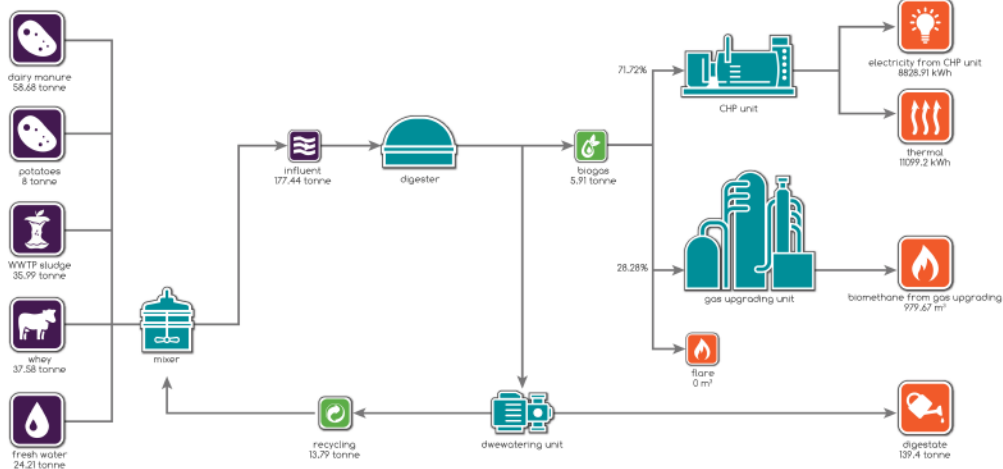 dairy manure
58.68 tonne
potatoes
8 tonne
WWTP sludge
35.99 tonne
whey
37.58 tonne
fresh water
24.21 tonne
mixer
influent
177.44 tonne
digester
biogas
5.91 tonne
71.72%
28.28%
CHP unit
electricity from CHP unit
8828.91 kWh
thermal
11099.2 kWh
gas upgrading unit
biomethane from gas upgrading
979.67 m³
flare
0 m³
recycling
13.79 tonne
dwewatering unit
digestate
139.4 tonne